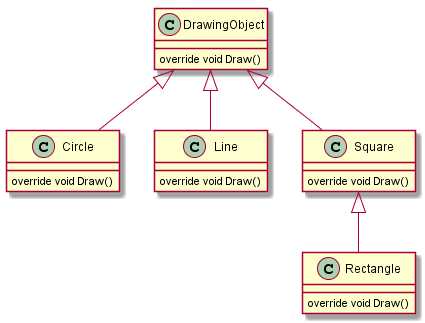 C DrawingObject
override void Draw()
C Circle
override void Draw()
C Line
override void Draw()
C Square
override void Draw()
C Rectangle
override void Draw()